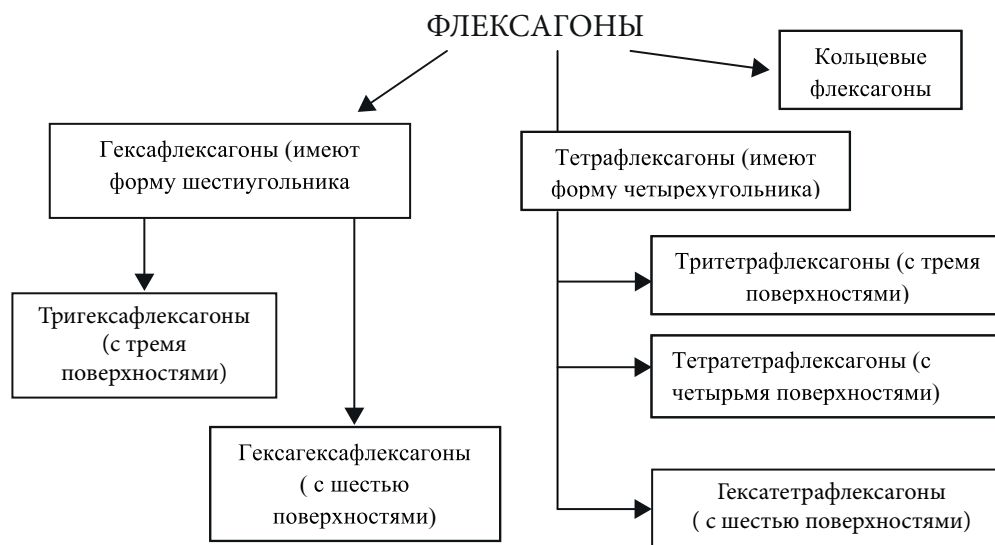 ФЛЕКСАГОНЫ
Кольцевые
флексагоны
Гексафлексагоны (имеют
форму шестиугольника
Тетрафлексагоны (имеют
форму четырехугольника)
Тригексафлексагоны
(с тремя
поверхностями)
Гексагексафлексагоны
( с шестью
поверхностями)
Тритетрафлексагоны (с тремя
поверхностями)
Тетратетрафлексагоны (с
четырьмя поверхностями)
Гексатетрафлексагоны
( с шестью поверхностями)